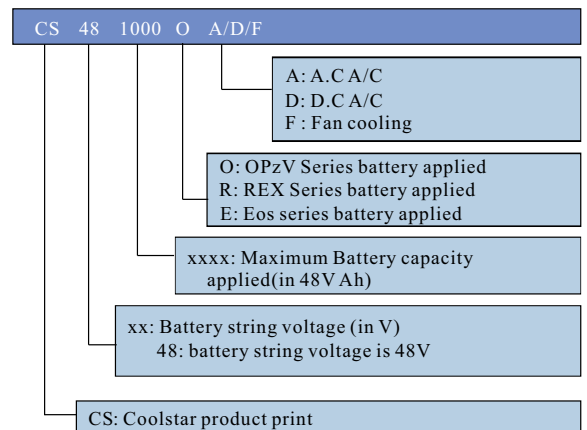 CS 48 1000 O A/D/F
A: A.C A/C
D: D.C A/C
F : Fan cooling
O: OPzV Series battery applied
R: REX Series battery applied
E: Eos series battery applied
xxxx: Maximum Battery capacity
applied(in 48V Ah)
xx: Battery string voltage (in V)
48: battery string voltage is 48V
CS: Coolstar product print